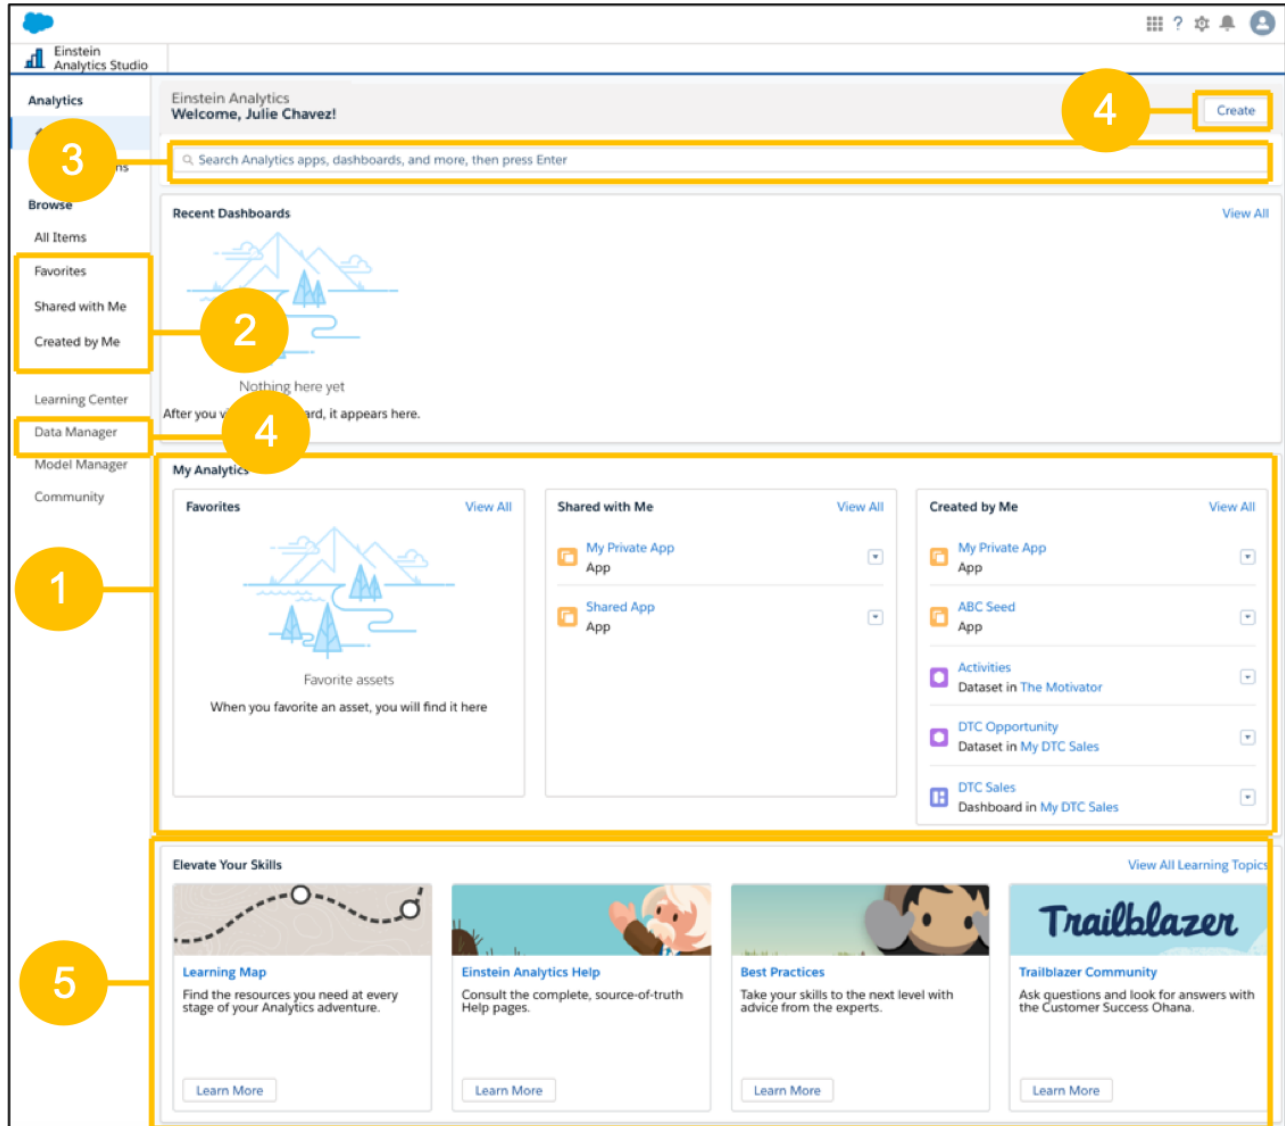 ?
Einstein
Analytics Studio
Analytics
Einstein Analytics
Welcome, Julie Chavez!
4
Create
3
Search Analytics apps, dashboards, and more, then press Enter
Browse
All Items
Favorites
Shared with Me
Created by Me
2
Learning Center
Data Manager
4
Model Manager
Community
Recent Dashboards
View All
Nothing here yet
After you
it appears here.
My Analytics
1
Favorites
View All
Favorite assets
When you favorite an asset, you will find it here
Shared with Me
View All
My Private App
App
Shared App
App
Created by Me
View All
My Private App
App
ABC Seed
App
Activities
Dataset in The Motivator
DTC Opportunity
Dataset in My DTC Sales
DTC Sales
Dashboard in My DTC Sales
5
Elevate Your Skills
View All Learning Topics
Learning Map
Find the resources you need at every
stage of your Analytics adventure.
Learn More
Einstein Analytics Help
Consult the complete, source-of-truth
Help pages.
Learn More
Best Practices
Take your skills to the next level with
advice from the experts.
Learn More
Trailblazer
Trailblazer Community
Ask questions and look for answers with
the Customer Success Ohana.
Learn More